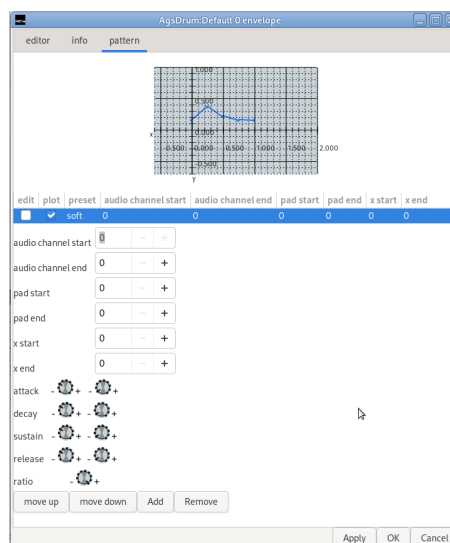 AgsDrum:Default 0 envelope
editor info pattern
1.000
0.500
x 0.000
-0.500 0.000 0.500 1.000 1.500 2.000
-0.500
y
edit plot preset audio channel start audio channel end pad start pad end x start x end
soft 0 0 0 0 0 0
audio channel start 0 − +
audio channel end 0 − +
pad start 0 − +
pad end 0 − +
x start 0 − +
x end 0 − +
attack - + - +
decay - + - +
sustain - + - +
release - + - +
ratio - +
move up move down Add Remove
Apply OK Cancel